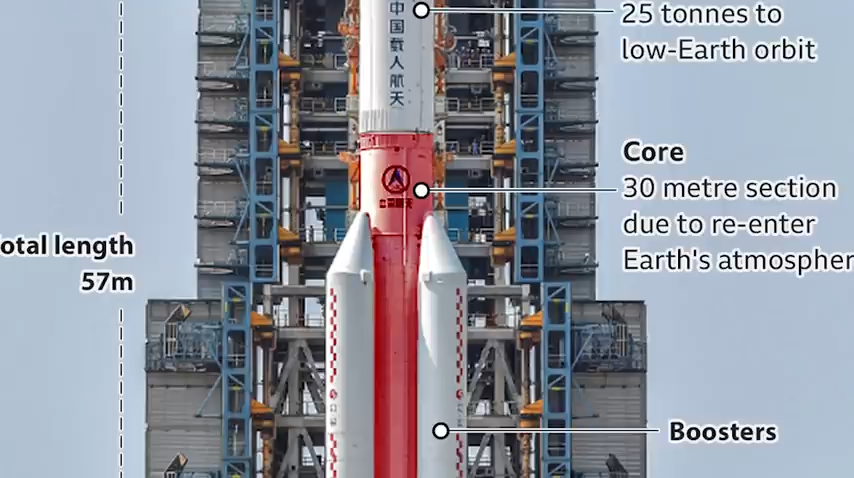 25 tonnes to
low-Earth orbit
中国载人航天
Core
30 metre section
due to re-enter
Earth's atmospher
otal length
57m
Boosters